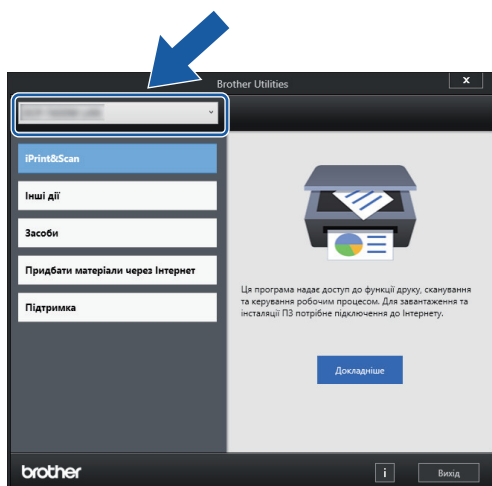 Brother Utilities
x
iPrint&Scan
Інші дії
Засоби
Придбати матеріали через Інтернет
Підтримка
Ця програма надає доступ до функції друку, сканування
та керування робочим процесом. Для завантаження та
інсталяції ПЗ потрібне підключення до Інтернету.
Докладніше
brother
i
Вихід